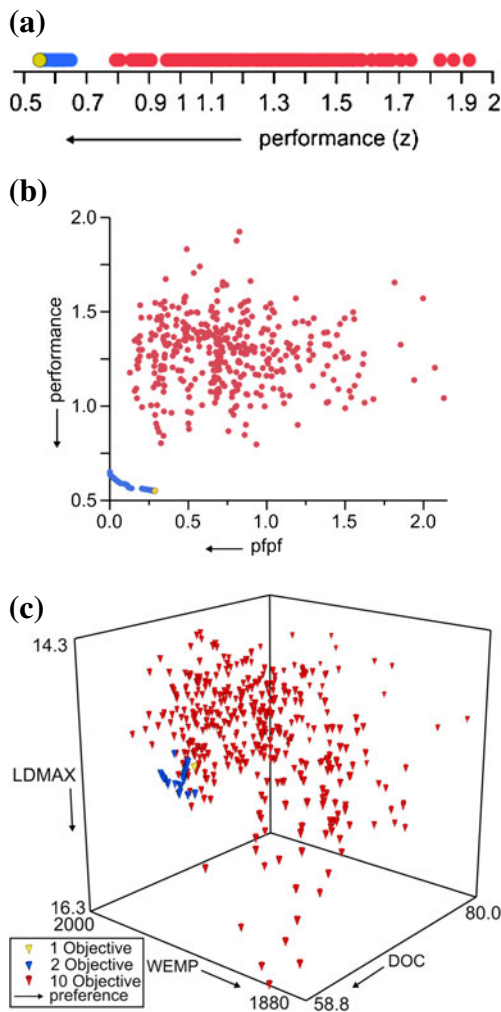 (a)
0.5 0.7 0.9 1 1.1 1.3 1.5 1.7 1.9 2
performance (z)
(b)
2.0
1.5
1.0
0.5
performance
0.0 0.5 1.0 1.5 2.0
pfpf
(c)
14.3
LDMAX
16.3
2000
WEMP
1880
58.8
DOC
80.0
1 Objective
2 Objective
10 Objective
preference